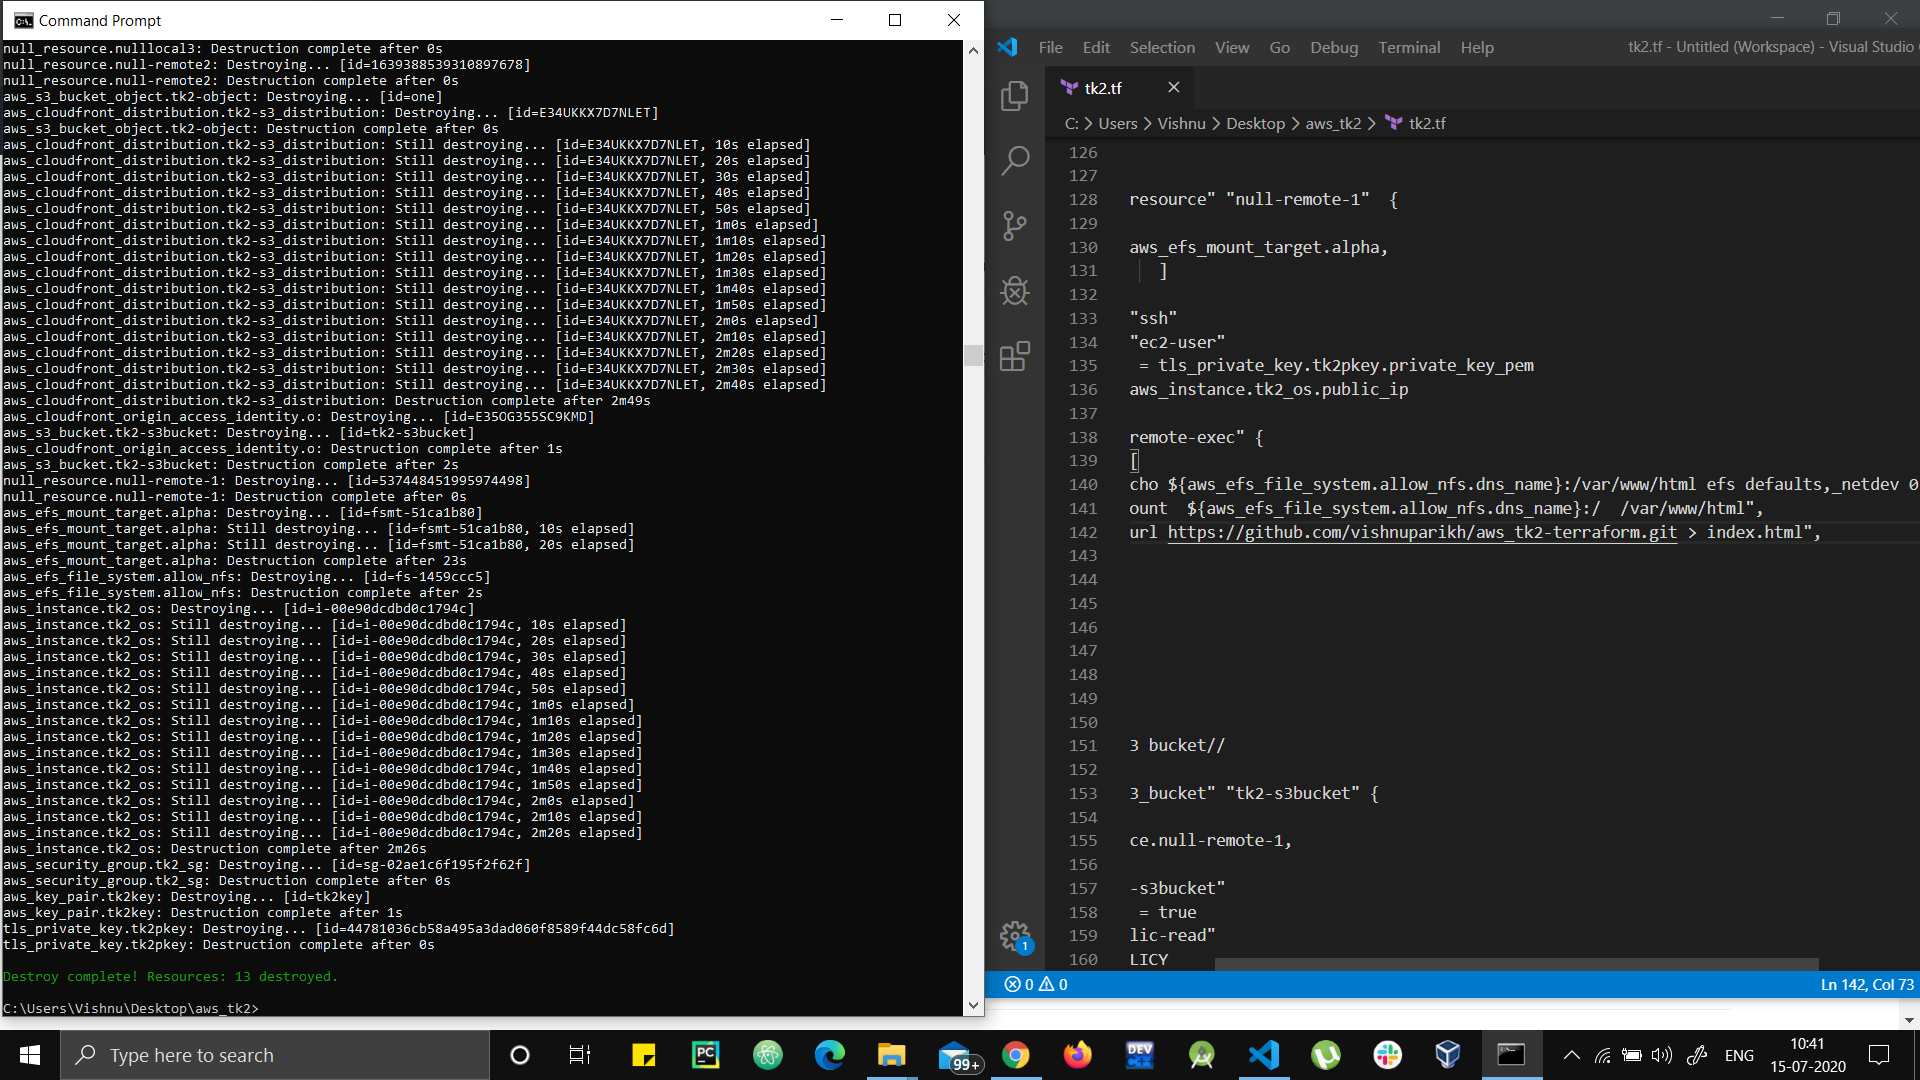 Command Prompt
null_resource.nulllocal3: Destruction complete after 0s
null_resource.null-remote2: Destroying... [id=1639388539310897678]
null_resource.null-remote2: Destruction complete after 0s
aws_s3_bucket_object.tk2-object: Destroying... [id=one]
aws_cloudfront_distribution.tk2-s3_distribution: Destroying... [id=E34UKKX7D7NLET]
aws_s3_bucket_object.tk2-object: Destruction complete after 0s
aws_cloudfront_distribution.tk2-s3_distribution: Still destroying... [id=E34UKKX7D7NLET, 10s elapsed]
aws_cloudfront_distribution.tk2-s3_distribution: Still destroying... [id=E34UKKX7D7NLET, 20s elapsed]
aws_cloudfront_distribution.tk2-s3_distribution: Still destroying... [id=E34UKKX7D7NLET, 30s elapsed]
aws_cloudfront_distribution.tk2-s3_distribution: Still destroying... [id=E34UKKX7D7NLET, 40s elapsed]
aws_cloudfront_distribution.tk2-s3_distribution: Still destroying... [id=E34UKKX7D7NLET, 50s elapsed]
aws_cloudfront_distribution.tk2-s3_distribution: Still destroying... [id=E34UKKX7D7NLET, 1m0s elapsed]
aws_cloudfront_distribution.tk2-s3_distribution: Still destroying... [id=E34UKKX7D7NLET, 1m10s elapsed]
aws_cloudfront_distribution.tk2-s3_distribution: Still destroying... [id=E34UKKX7D7NLET, 1m20s elapsed]
aws_cloudfront_distribution.tk2-s3_distribution: Still destroying... [id=E34UKKX7D7NLET, 1m30s elapsed]
aws_cloudfront_distribution.tk2-s3_distribution: Still destroying... [id=E34UKKX7D7NLET, 1m40s elapsed]
aws_cloudfront_distribution.tk2-s3_distribution: Still destroying... [id=E34UKKX7D7NLET, 1m50s elapsed]
aws_cloudfront_distribution.tk2-s3_distribution: Still destroying... [id=E34UKKX7D7NLET, 2m0s elapsed]
aws_cloudfront_distribution.tk2-s3_distribution: Still destroying... [id=E34UKKX7D7NLET, 2m10s elapsed]
aws_cloudfront_distribution.tk2-s3_distribution: Still destroying... [id=E34UKKX7D7NLET, 2m20s elapsed]
aws_cloudfront_distribution.tk2-s3_distribution: Still destroying... [id=E34UKKX7D7NLET, 2m30s elapsed]
aws_cloudfront_distribution.tk2-s3_distribution: Still destroying... [id=E34UKKX7D7NLET, 2m40s elapsed]
aws_cloudfront_distribution.tk2-s3_distribution: Destruction complete after 2m49s
aws_cloudfront_origin_access_identity.o: Destroying... [id=E35OG355SC9KMD]
aws_s3_bucket.tk2-s3bucket: Destroying... [id=tk2-s3bucket]
aws_cloudfront_origin_access_identity.o: Destruction complete after 1s
aws_s3_bucket.tk2-s3bucket: Destruction complete after 2s
null_resource.null-remote-1: Destroying... [id=537448451995974498]
null_resource.null-remote-1: Destruction complete after 0s
aws_efs_mount_target.alpha: Destroying... [id=fsmt-51ca1b80]
aws_efs_mount_target.alpha: Still destroying... [id=fsmt-51ca1b80, 10s elapsed]
aws_efs_mount_target.alpha: Still destroying... [id=fsmt-51ca1b80, 20s elapsed]
aws_efs_mount_target.alpha: Destruction complete after 23s
aws_efs_file_system.allow_nfs: Destroying... [id=fs-1459ccc5]
aws_efs_file_system.allow_nfs: Destruction complete after 2s
aws_instance.tk2_os: Destroying... [id=i-00e90dcdbd0c1794c]
aws_instance.tk2_os: Still destroying... [id=i-00e90dcdbd0c1794c, 10s elapsed]
aws_instance.tk2_os: Still destroying... [id=i-00e90dcdbd0c1794c, 20s elapsed]
aws_instance.tk2_os: Still destroying... [id=i-00e90dcdbd0c1794c, 30s elapsed]
aws_instance.tk2_os: Still destroying... [id=i-00e90dcdbd0c1794c, 40s elapsed]
aws_instance.tk2_os: Still destroying... [id=i-00e90dcdbd0c1794c, 50s elapsed]
aws_instance.tk2_os: Still destroying... [id=i-00e90dcdbd0c1794c, 1m0s elapsed]
aws_instance.tk2_os: Still destroying... [id=i-00e90dcdbd0c1794c, 1m10s elapsed]
aws_instance.tk2_os: Still destroying... [id=i-00e90dcdbd0c1794c, 1m20s elapsed]
aws_instance.tk2_os: Still destroying... [id=i-00e90dcdbd0c1794c, 1m30s elapsed]
aws_instance.tk2_os: Still destroying... [id=i-00e90dcdbd0c1794c, 1m40s elapsed]
aws_instance.tk2_os: Still destroying... [id=i-00e90dcdbd0c1794c, 1m50s elapsed]
aws_instance.tk2_os: Still destroying... [id=i-00e90dcdbd0c1794c, 2m0s elapsed]
aws_instance.tk2_os: Still destroying... [id=i-00e90dcdbd0c1794c, 2m10s elapsed]
aws_instance.tk2_os: Still destroying... [id=i-00e90dcdbd0c1794c, 2m20s elapsed]
aws_instance.tk2_os: Destruction complete after 2m26s
aws_security_group.tk2_sg: Destroying... [id=sg-02ae1c6f195f2f62f]
aws_security_group.tk2_sg: Destruction complete after 0s
aws_key_pair.tk2key: Destroying... [id=tk2key]
aws_key_pair.tk2key: Destruction complete after 1s
tls_private_key.tk2pkey: Destroying... [id=44781036cb58a495a3dad060f8589f44dc58fc6d]
tls_private_key.tk2pkey: Destruction complete after 0s
Destroy complete! Resources: 13 destroyed.
C:\Users\Vishnu\Desktop\aws_tk2>
File Edit Selection View Go Debug Terminal Help tk2.tf - Untitled (Workspace) - Visual Studio
tk2.tf
C: > Users > Vishnu > Desktop > aws_tk2 > tk2.tf
126
127
128 resource" "null-remote-1" {
129
130 aws_efs_mount_target.alpha,
131 ]
132
133 "ssh"
134 "ec2-user"
135 = tls_private_key.tk2pkey.private_key_pem
136 aws_instance.tk2_os.public_ip
137
138 remote-exec" {
139 [
140 cho ${aws_efs_file_system.allow_nfs.dns_name}:/var/www/html efs defaults,_netdev 0
141 ount ${aws_efs_file_system.allow_nfs.dns_name}:/ /var/www/html",
142 url https://github.com/vishnuparikh/aws_tk2-terraform.git > index.html",
143
144
145
146
147
148
149
150
151 3 bucket//
152
153 3_bucket" "tk2-s3bucket" {
154
155 ce.null-remote-1,
156
157 -s3bucket"
158 = true
159 lic-read"
160 LICY
1
0 0
Ln 142, Col 73
Type here to search
PC
99+
DEV C++
ENG
10:41
15-07-2020